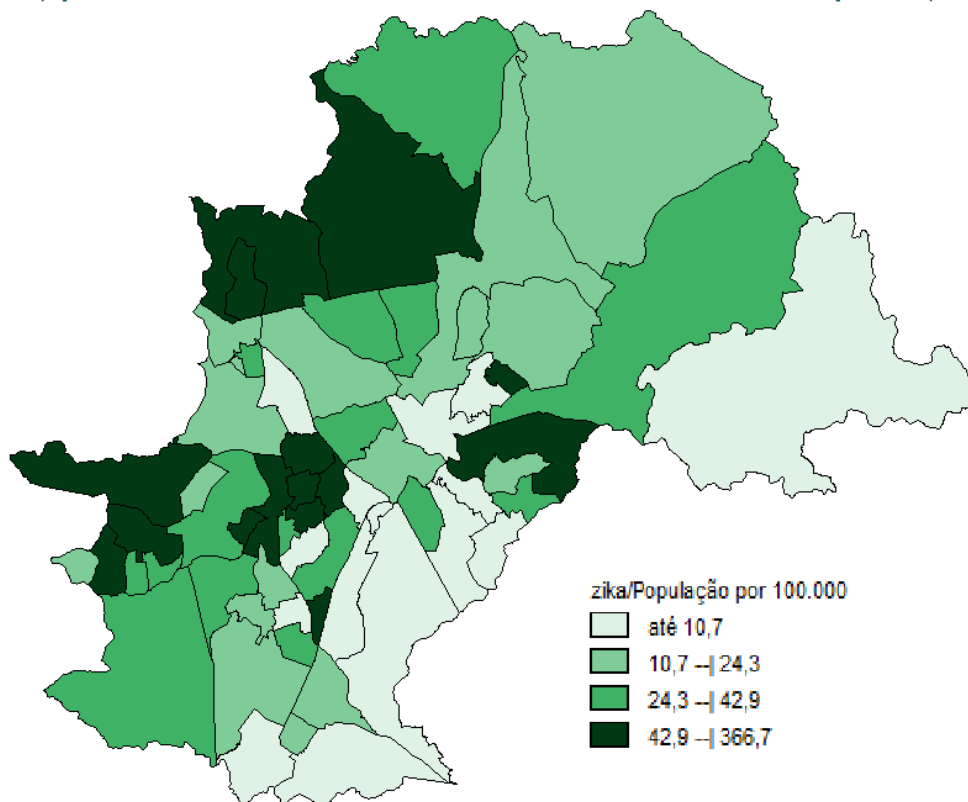 zika/População por 100.000
até 10,7
10,7 --| 24,3
24,3 --| 42,9
42,9 --| 366,7